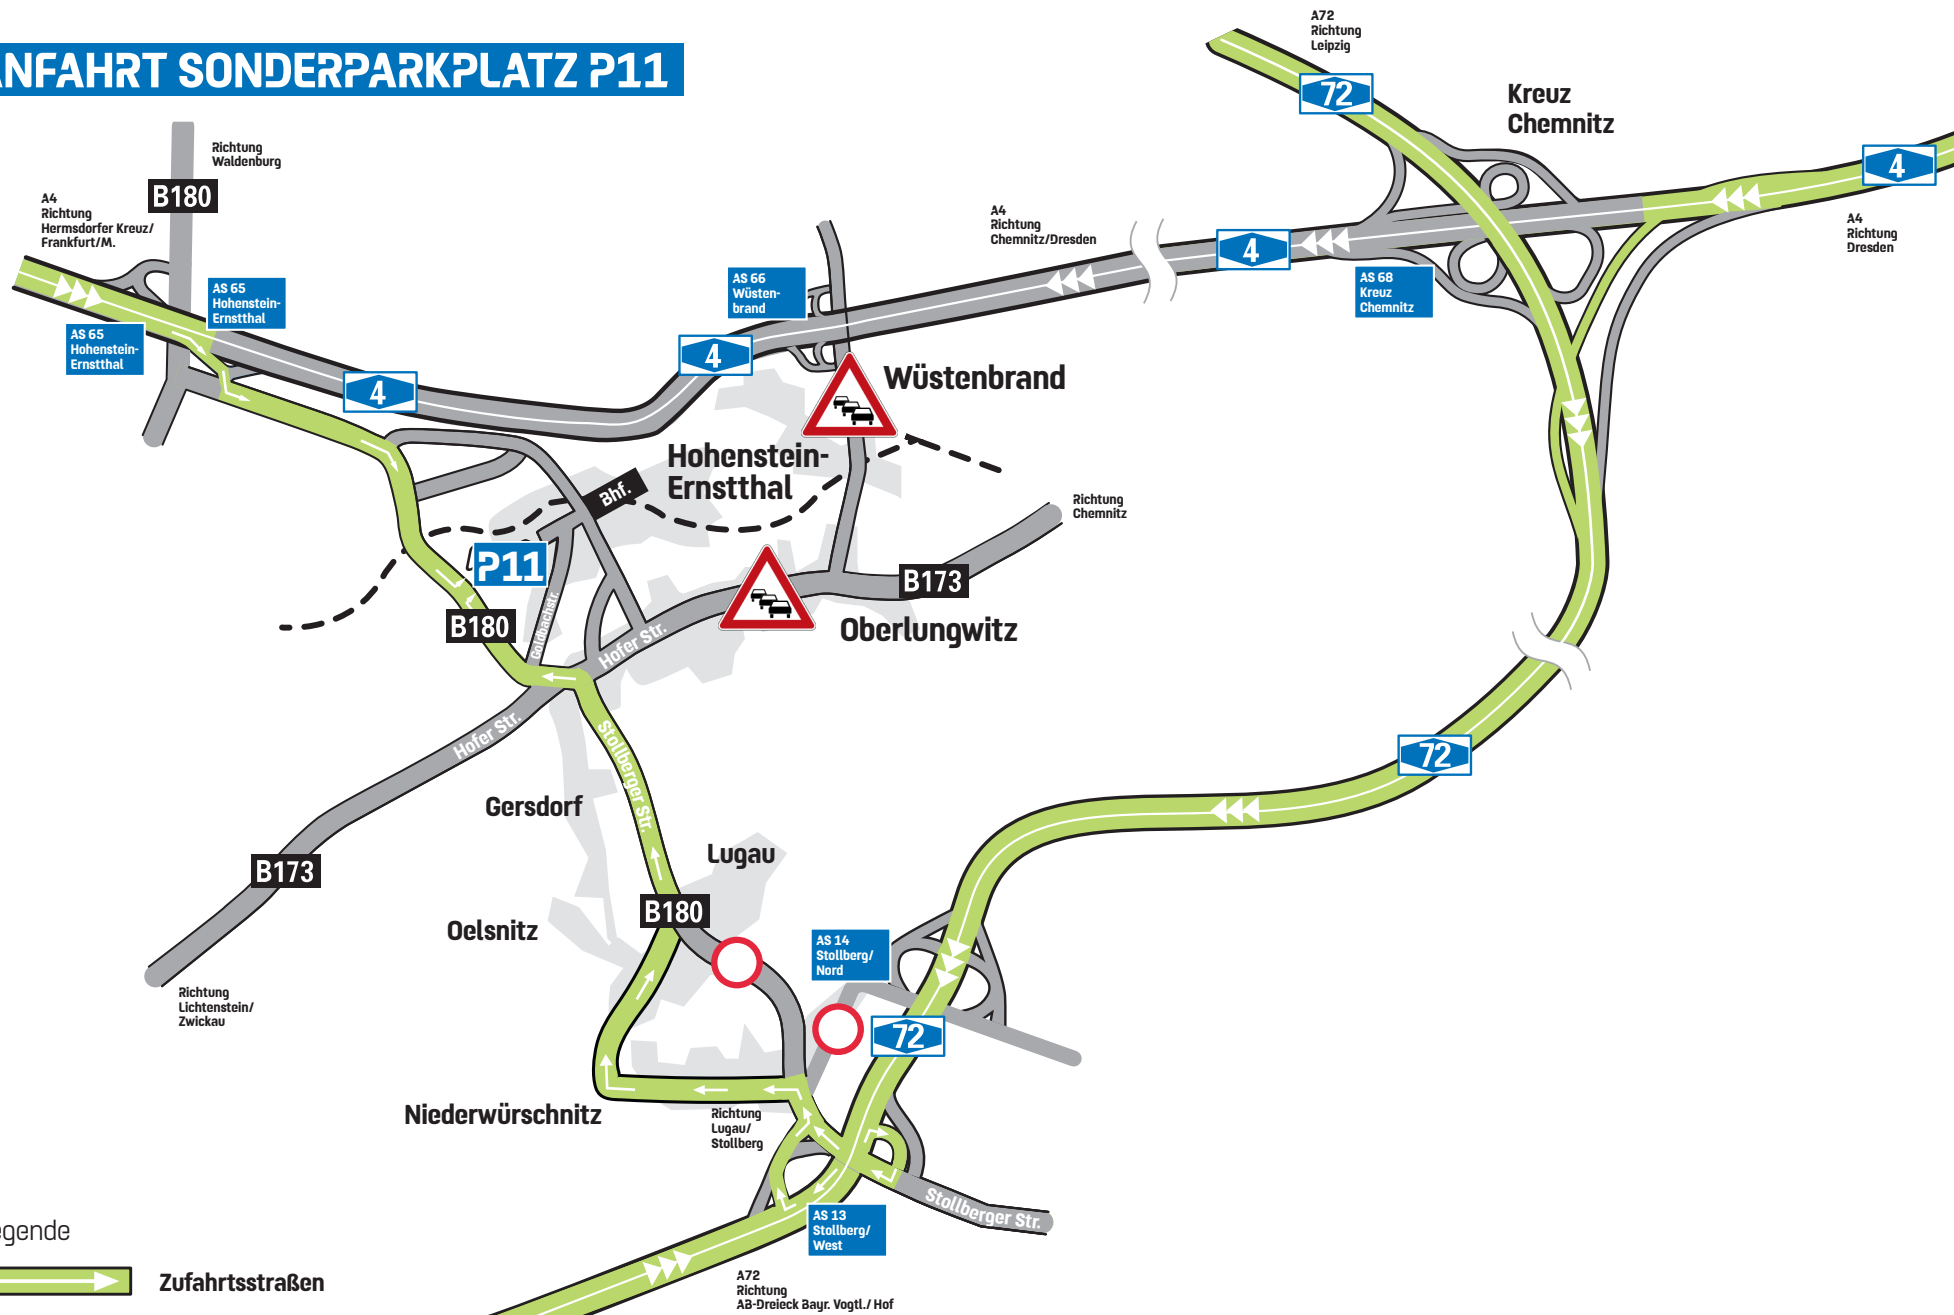 ANFAHRT SONDERPARKPLATZ P11
A72
Richtung
Leipzig
72
Kreuz
Chemnitz
4
A4
Richtung
Dresden
Richtung
Waldenburg
B180
A4
Richtung
Hermsdorfer Kreuz/
Frankfurt/M.
AS 65
Hohenstein-
Ernstthal
AS 65
Hohenstein-
Ernstthal
4
4
AS 66
Wüsten-
brand
A4
Richtung
Chemnitz/Dresden
4
AS 68
Kreuz
Chemnitz
Wüstenbrand
Hohenstein-
Ernstthal
Bhf.
Richtung
Chemnitz
P11
B173
B180
Goldbachstr.
Hofer Str.
Oberlungwitz
Hofer Str.
Stollberger Str.
72
Gersdorf
Lugau
B173
B180
Oelsnitz
AS 14
Stollberg/
Nord
Richtung
Lichtenstein/
Zwickau
72
Niederwürschnitz
Richtung
Lugau/
Stollberg
Stollberger Str.
AS 13
Stollberg/
West
egende
Zufahrtsstraßen
A72
Richtung
AB-Dreieck Bayr. Vogtl./ Hof